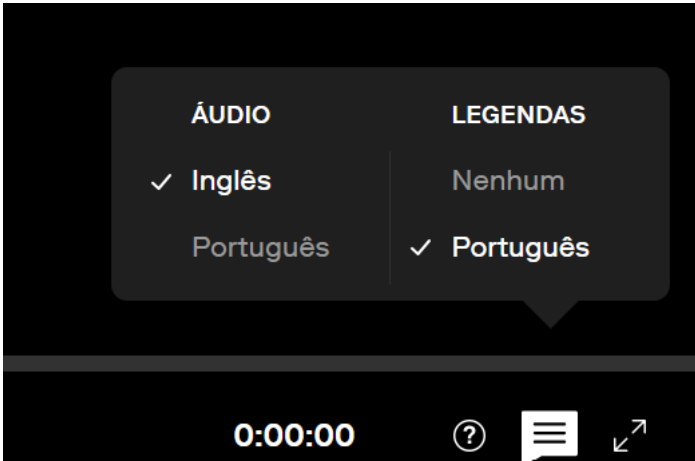 ÁUDIO
Inglês
Português
LEGENDAS
Nenhum
Português
0:00:00
?